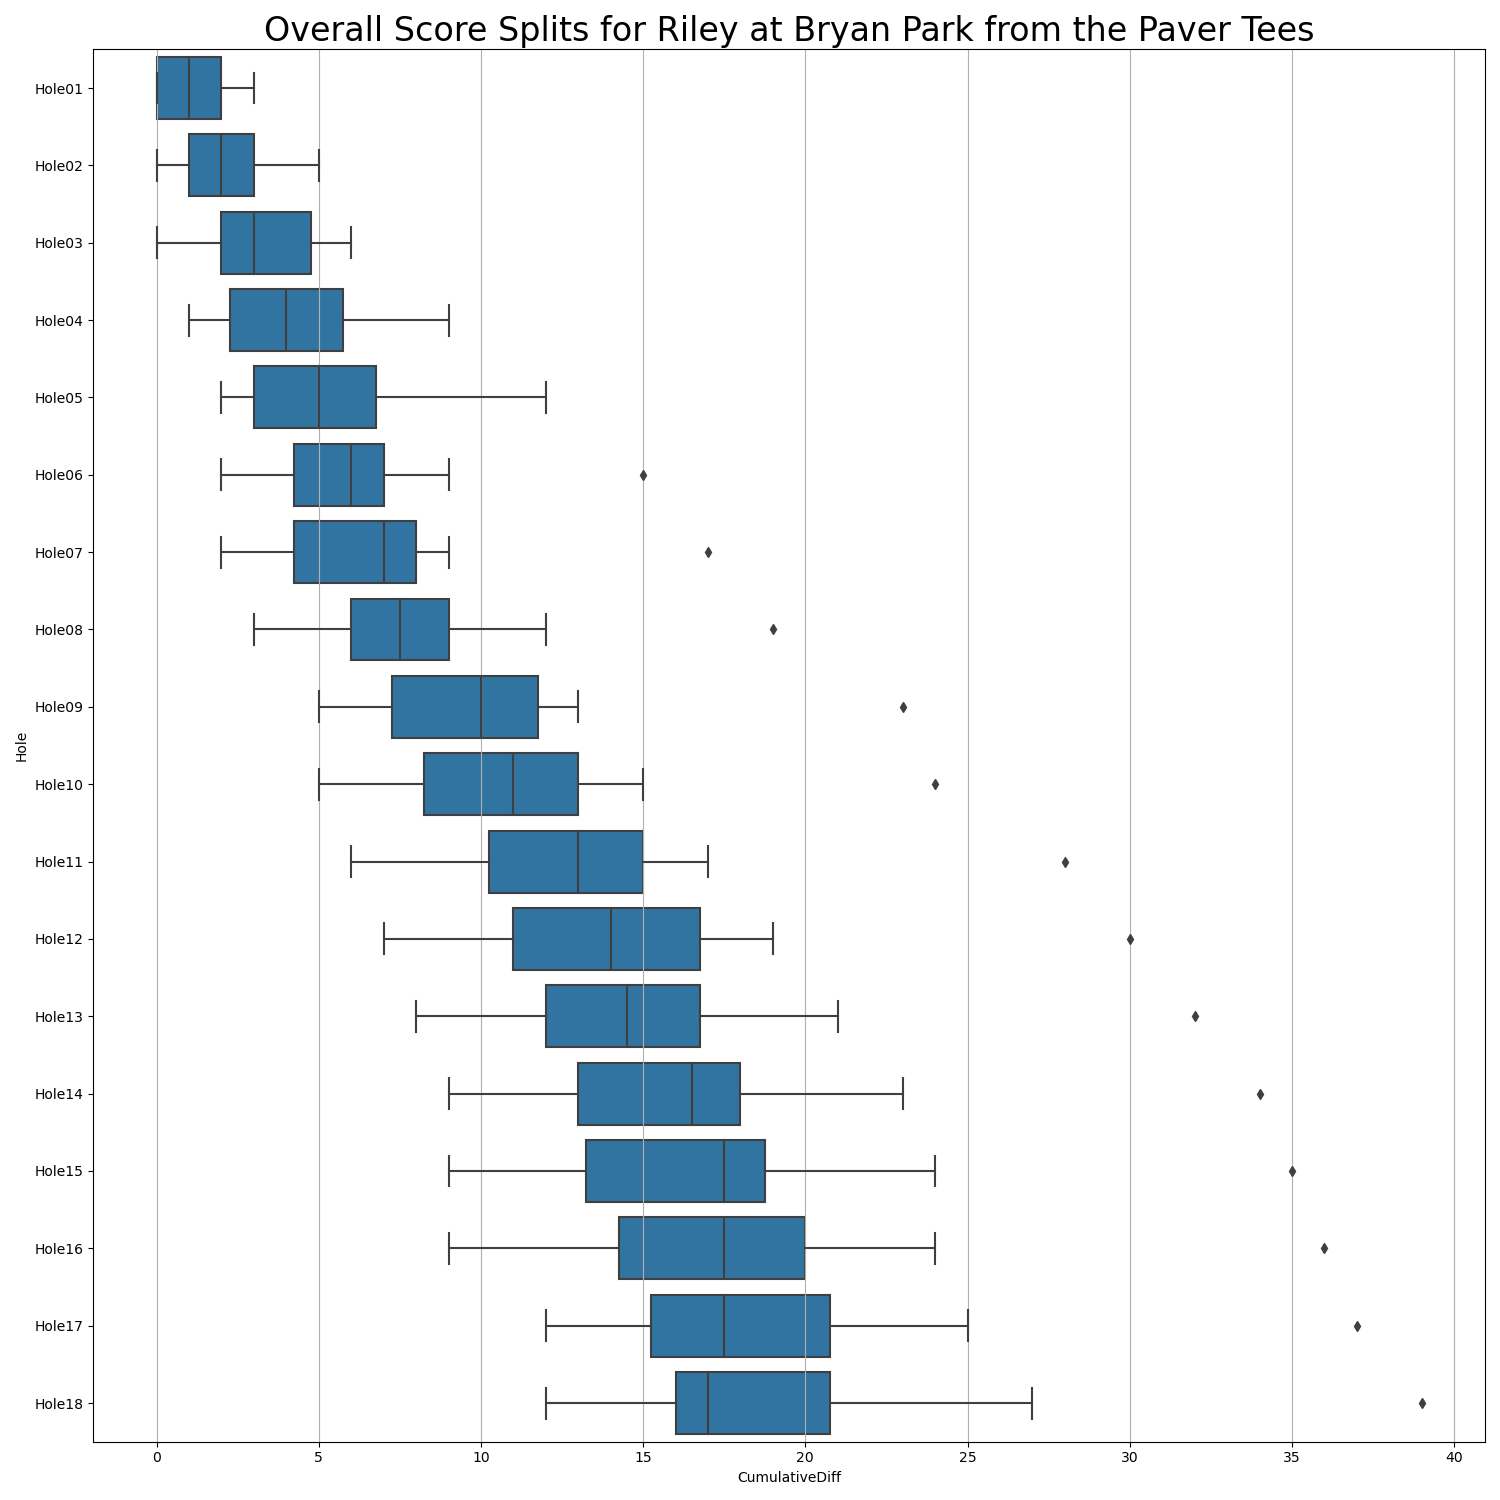 Overall Score Splits for Riley at Bryan Park from the Paver Tees
Hole01
Hole02
Hole03
Hole04
Hole05
Hole06
Hole07
Hole08
Hole09
Hole10
Hole11
Hole12
Hole13
Hole14
Hole15
Hole16
Hole17
Hole18
Hole
0 5 10 15 20 25 30 35 40
CumulativeDiff